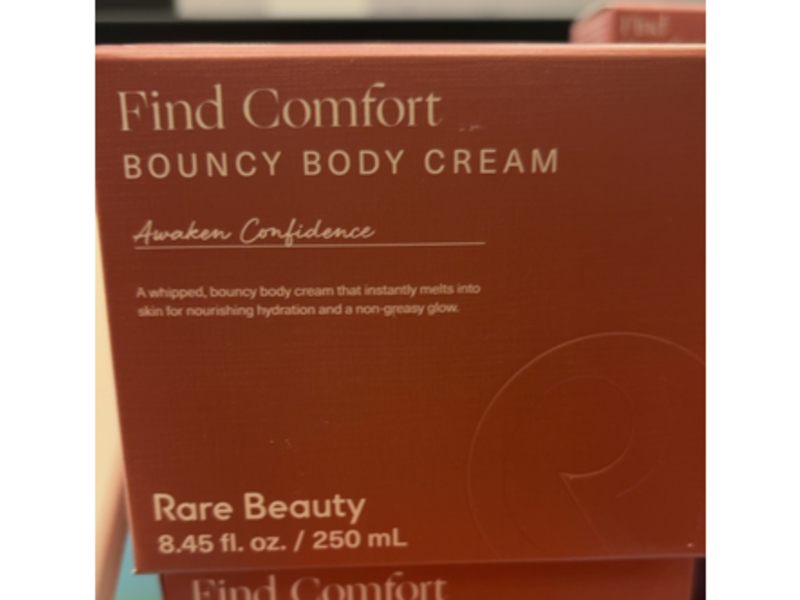 Find
Find Comfort
BOUNCY BODY CREAM
Awaken Confidence
A whipped, bouncy body cream that instantly melts into
skin for nourishing hydration and a non-greasy glow.
Rare Beauty
8.45 fl. oz. / 250 mL
Find Comfort